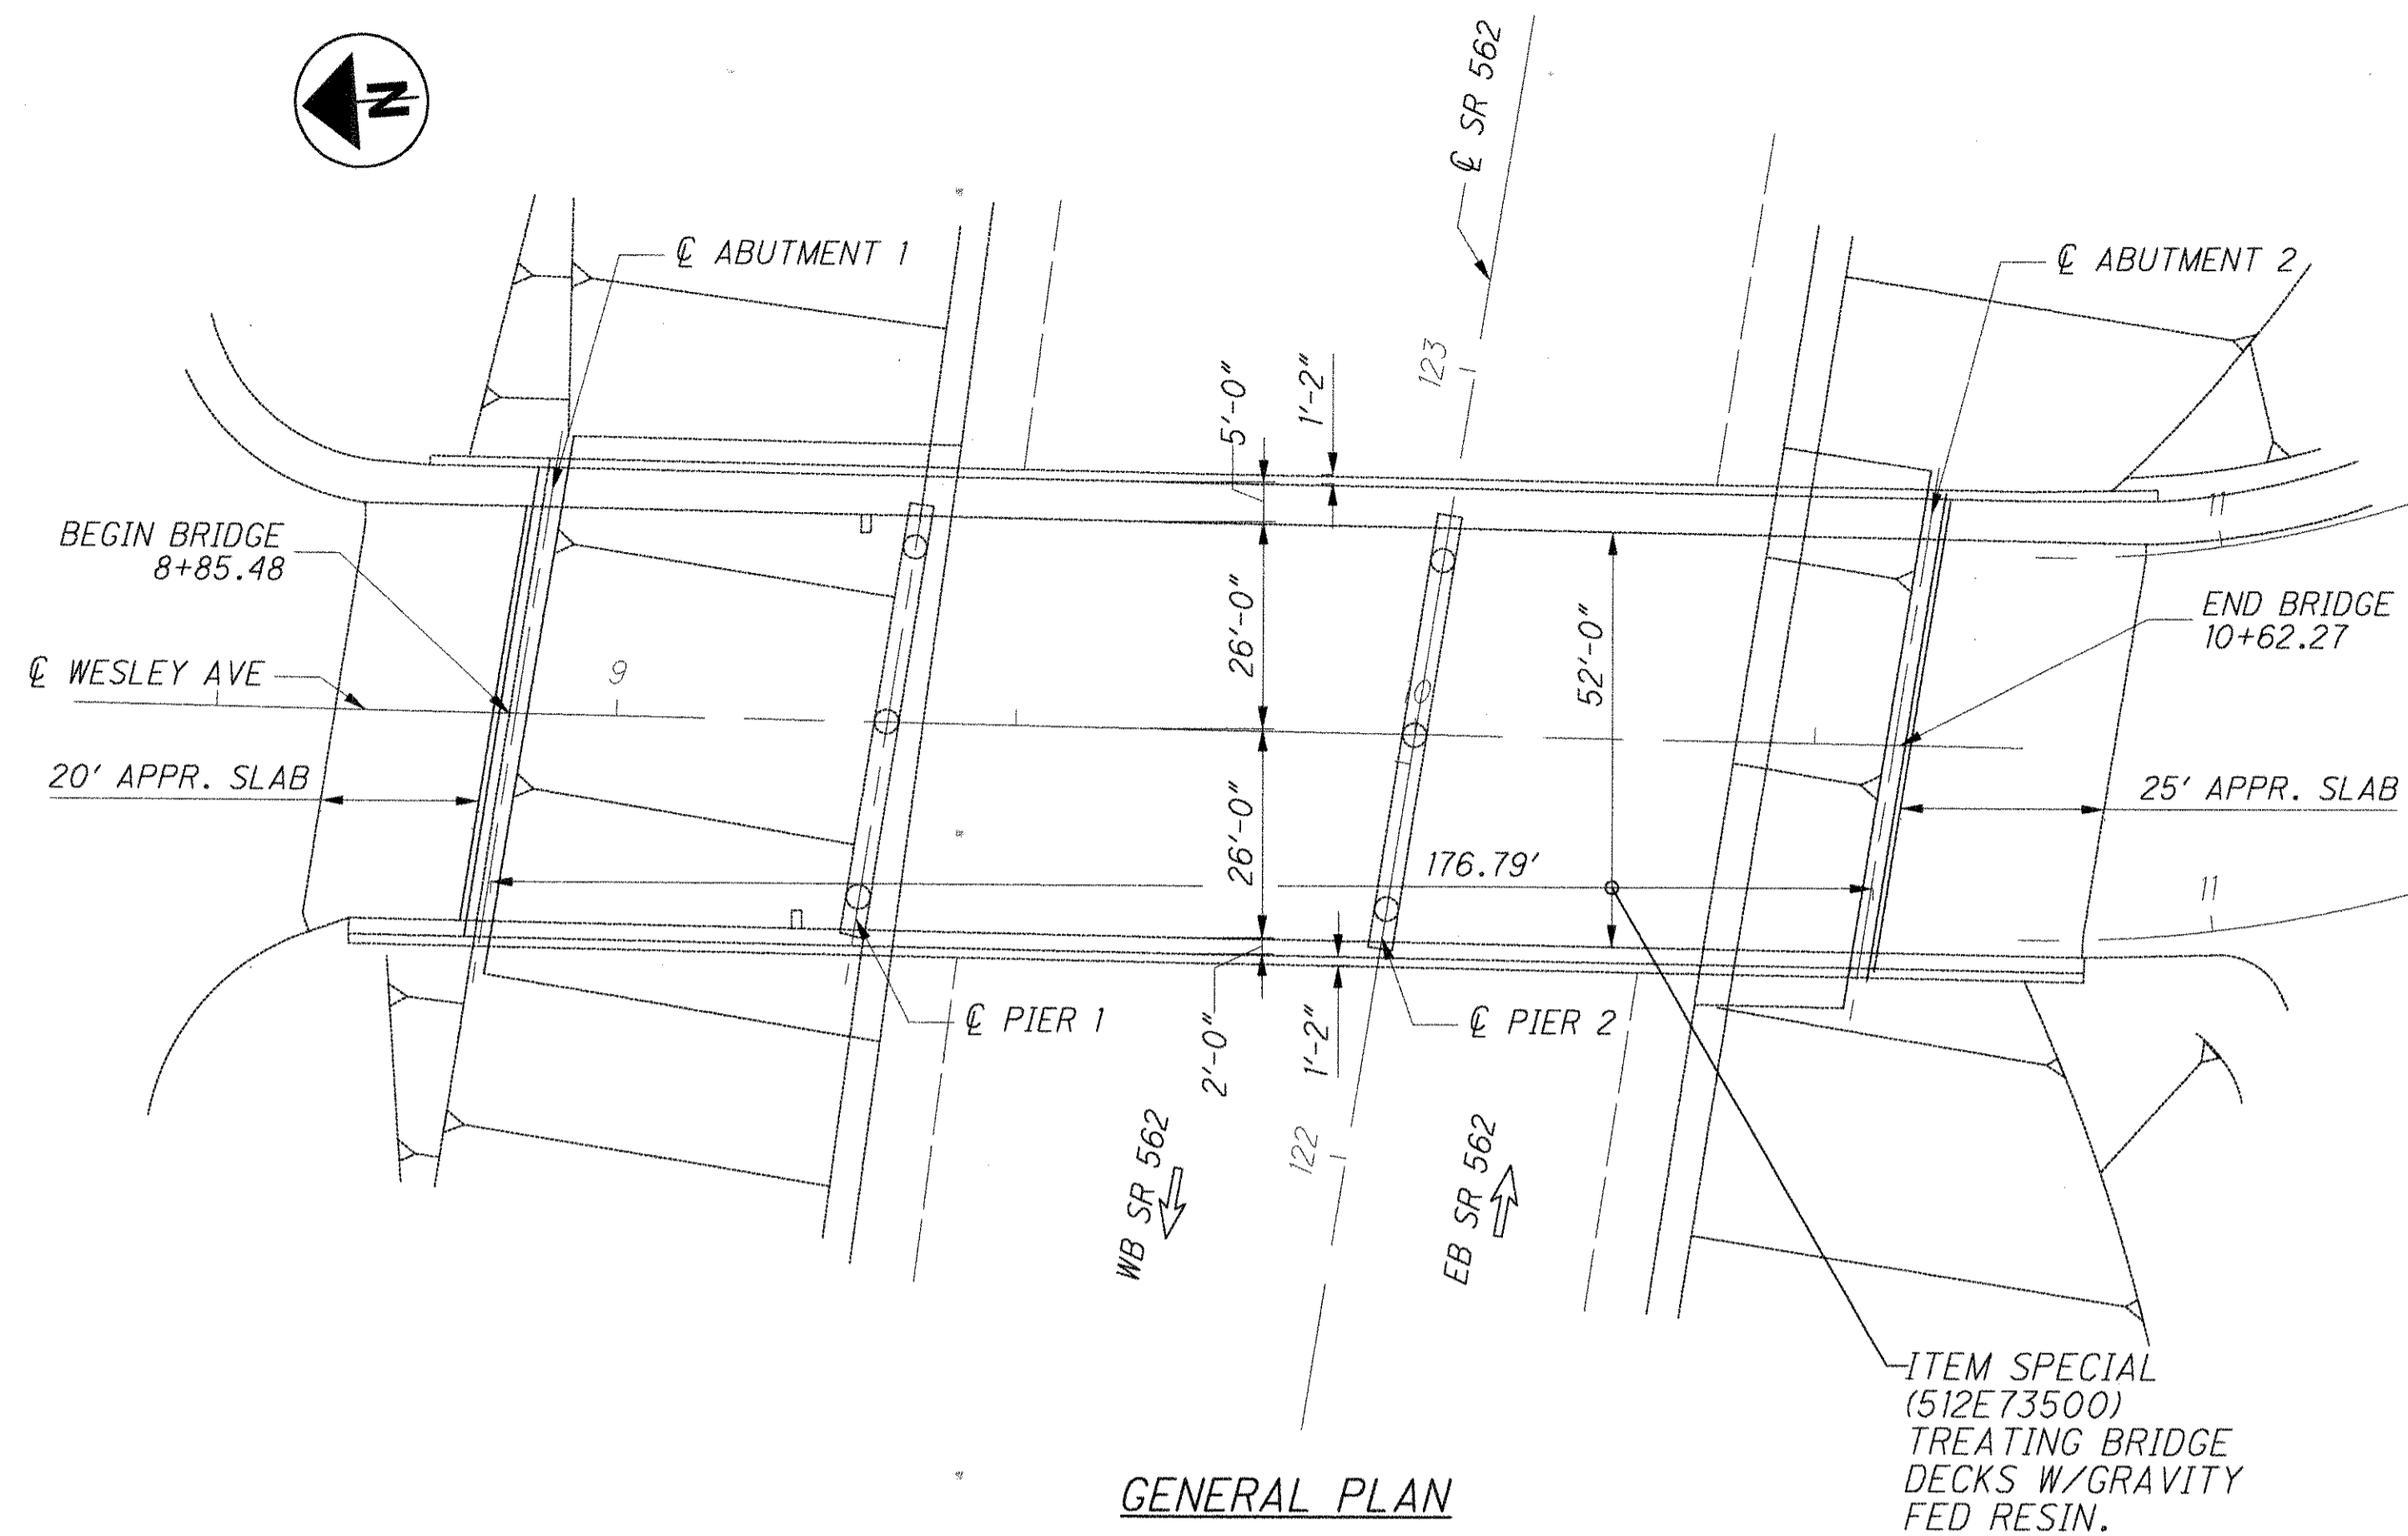 N
℄ SR 562
℄ ABUTMENT 1
℄ ABUTMENT 2
123
5'-0"
1'-2"
BEGIN BRIDGE
8+85.48
11
END BRIDGE
10+62.27
26'-0"
52'-0"
℄ WESLEY AVE
9
10
20' APPR. SLAB
25' APPR. SLAB
26'-0"
176.79'
11
℄ PIER 1
℄ PIER 2
2'-0"
1'-2"
122
WB SR 562
EB SR 562
ITEM SPECIAL
(512E73500)
TREATING BRIDGE
DECKS W/GRAVITY
FED RESIN.
GENERAL PLAN